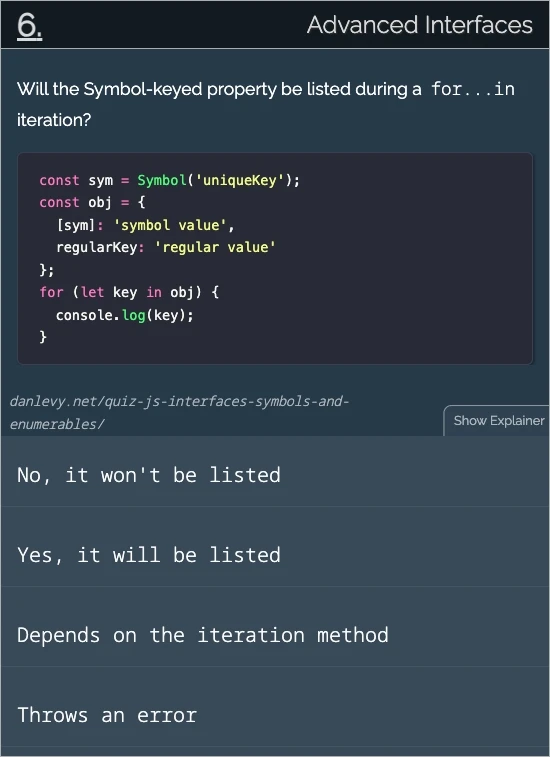 6.
Advanced Interfaces
Will the Symbol-keyed property be listed during a for...in
iteration?
const sym = Symbol('uniqueKey');
const obj = {
  [sym]: 'symbol value',
  regularKey: 'regular value'
};
for (let key in obj) {
  console.log(key);
}
danlevy.net/quiz-js-interfaces-symbols-and-
enumerables/
Show Explainer
No, it won't be listed
Yes, it will be listed
Depends on the iteration method
Throws an error